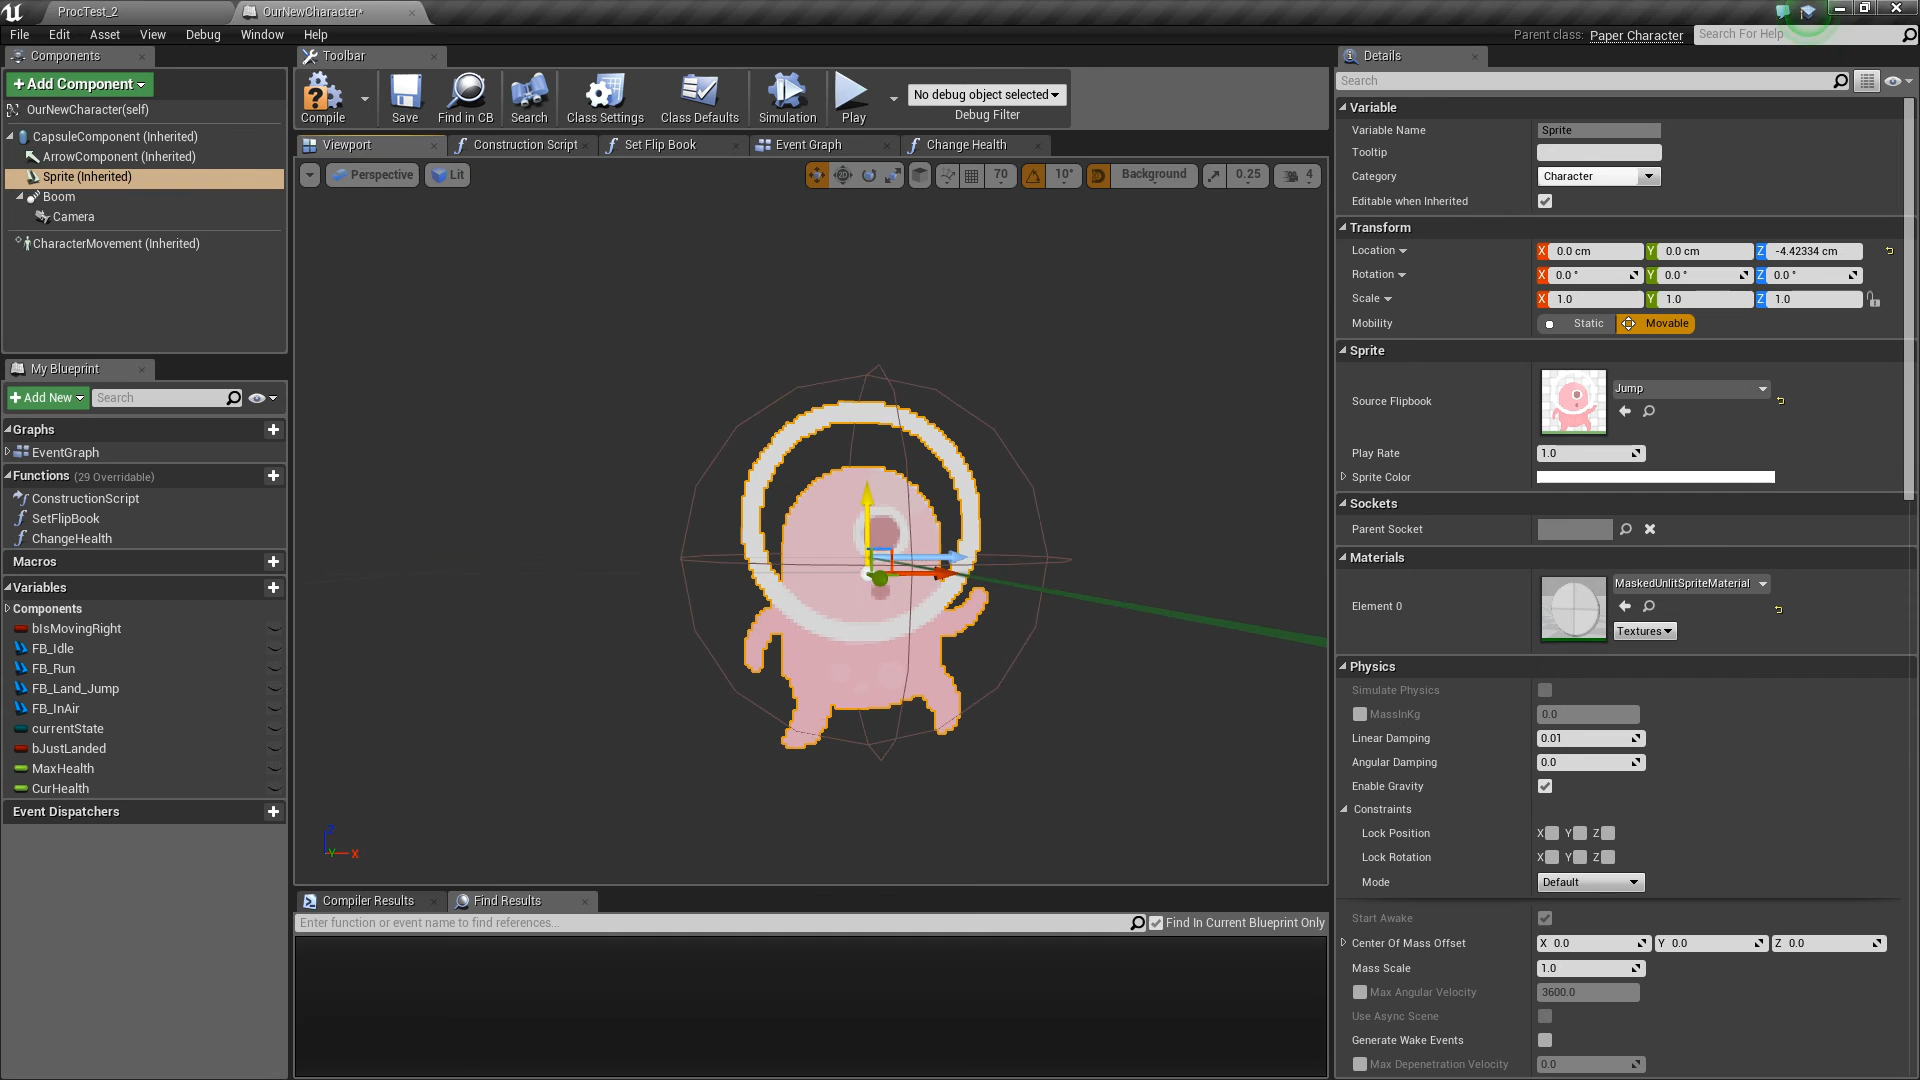 ProcTest_2
OurNewCharacter*
File Edit Asset View Debug Window Help
Parent class: Paper Character
Search For Help
Components
Add Component
OurNewCharacter(self)
CapsuleComponent (Inherited)
ArrowComponent (Inherited)
Sprite (Inherited)
Boom
Camera
CharacterMovement (Inherited)
My Blueprint
Add New
Search
Graphs
EventGraph
Functions (29 Overridable)
ConstructionScript
SetFlipBook
ChangeHealth
Macros
Variables
Components
bIsMovingRight
FB_Idle
FB_Run
FB_Land_Jump
FB_InAir
currentState
bJustLanded
MaxHealth
CurHealth
Event Dispatchers
Toolbar
Compile
Save
Find in CB
Search
Class Settings
Class Defaults
Simulation
Play
No debug object selected
Debug Filter
Viewport
Construction Script
Set Flip Book
Event Graph
Change Health
Perspective
Lit
70
10°
Background
0.25
4
Z
Y
X
Compiler Results
Find Results
Enter function or event name to find references...
Find In Current Blueprint Only
Details
Search
Variable
Variable Name Sprite
Tooltip
Category Character
Editable when Inherited
Transform
Location X 0.0 cm Y 0.0 cm Z -4.42334 cm
Rotation X 0.0 ° Y 0.0 ° Z 0.0 °
Scale X 1.0 Y 1.0 Z 1.0
Mobility Static Movable
Sprite
Source Flipbook Jump
Play Rate 1.0
Sprite Color
Sockets
Parent Socket
Materials
Element 0 MaskedUnlitSpriteMaterial
Textures
Physics
Simulate Physics
MassInKg 0.0
Linear Damping 0.01
Angular Damping 0.0
Enable Gravity
Constraints
Lock Position X Y Z
Lock Rotation X Y Z
Mode Default
Start Awake
Center Of Mass Offset X 0.0 Y 0.0 Z 0.0
Mass Scale 1.0
Max Angular Velocity 3600.0
Use Async Scene
Generate Wake Events
Max Depenetration Velocity 0.0